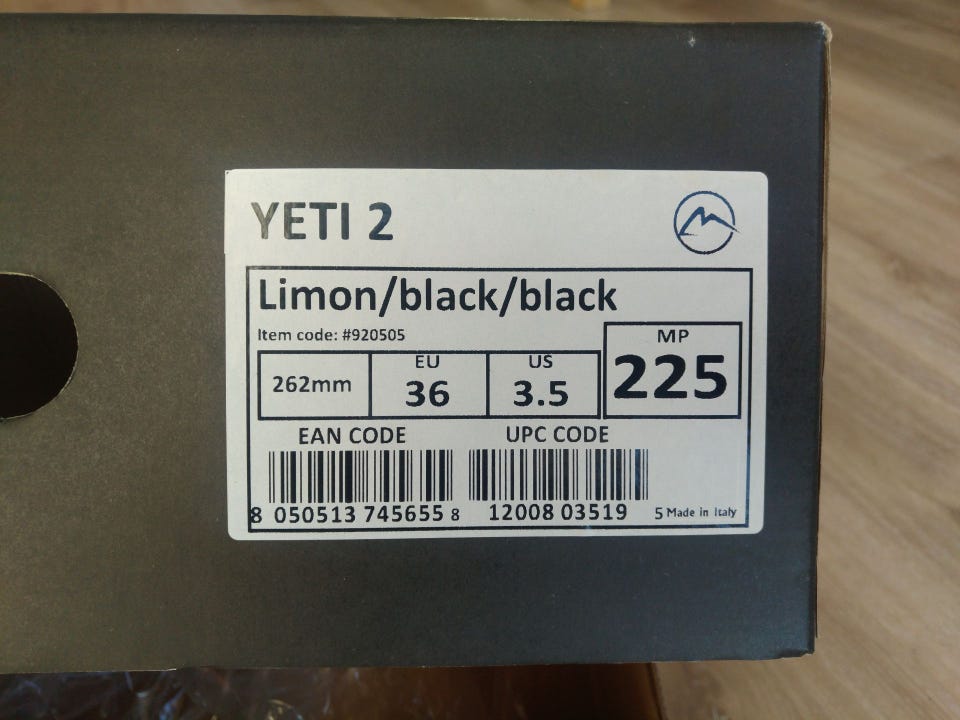 YETI 2
Limon/black/black
Item code: #920505
262mm
EU
36
US
3.5
MP
225
EAN CODE
UPC CODE
8 050513 745655
8 12008 03519 5
Made in Italy